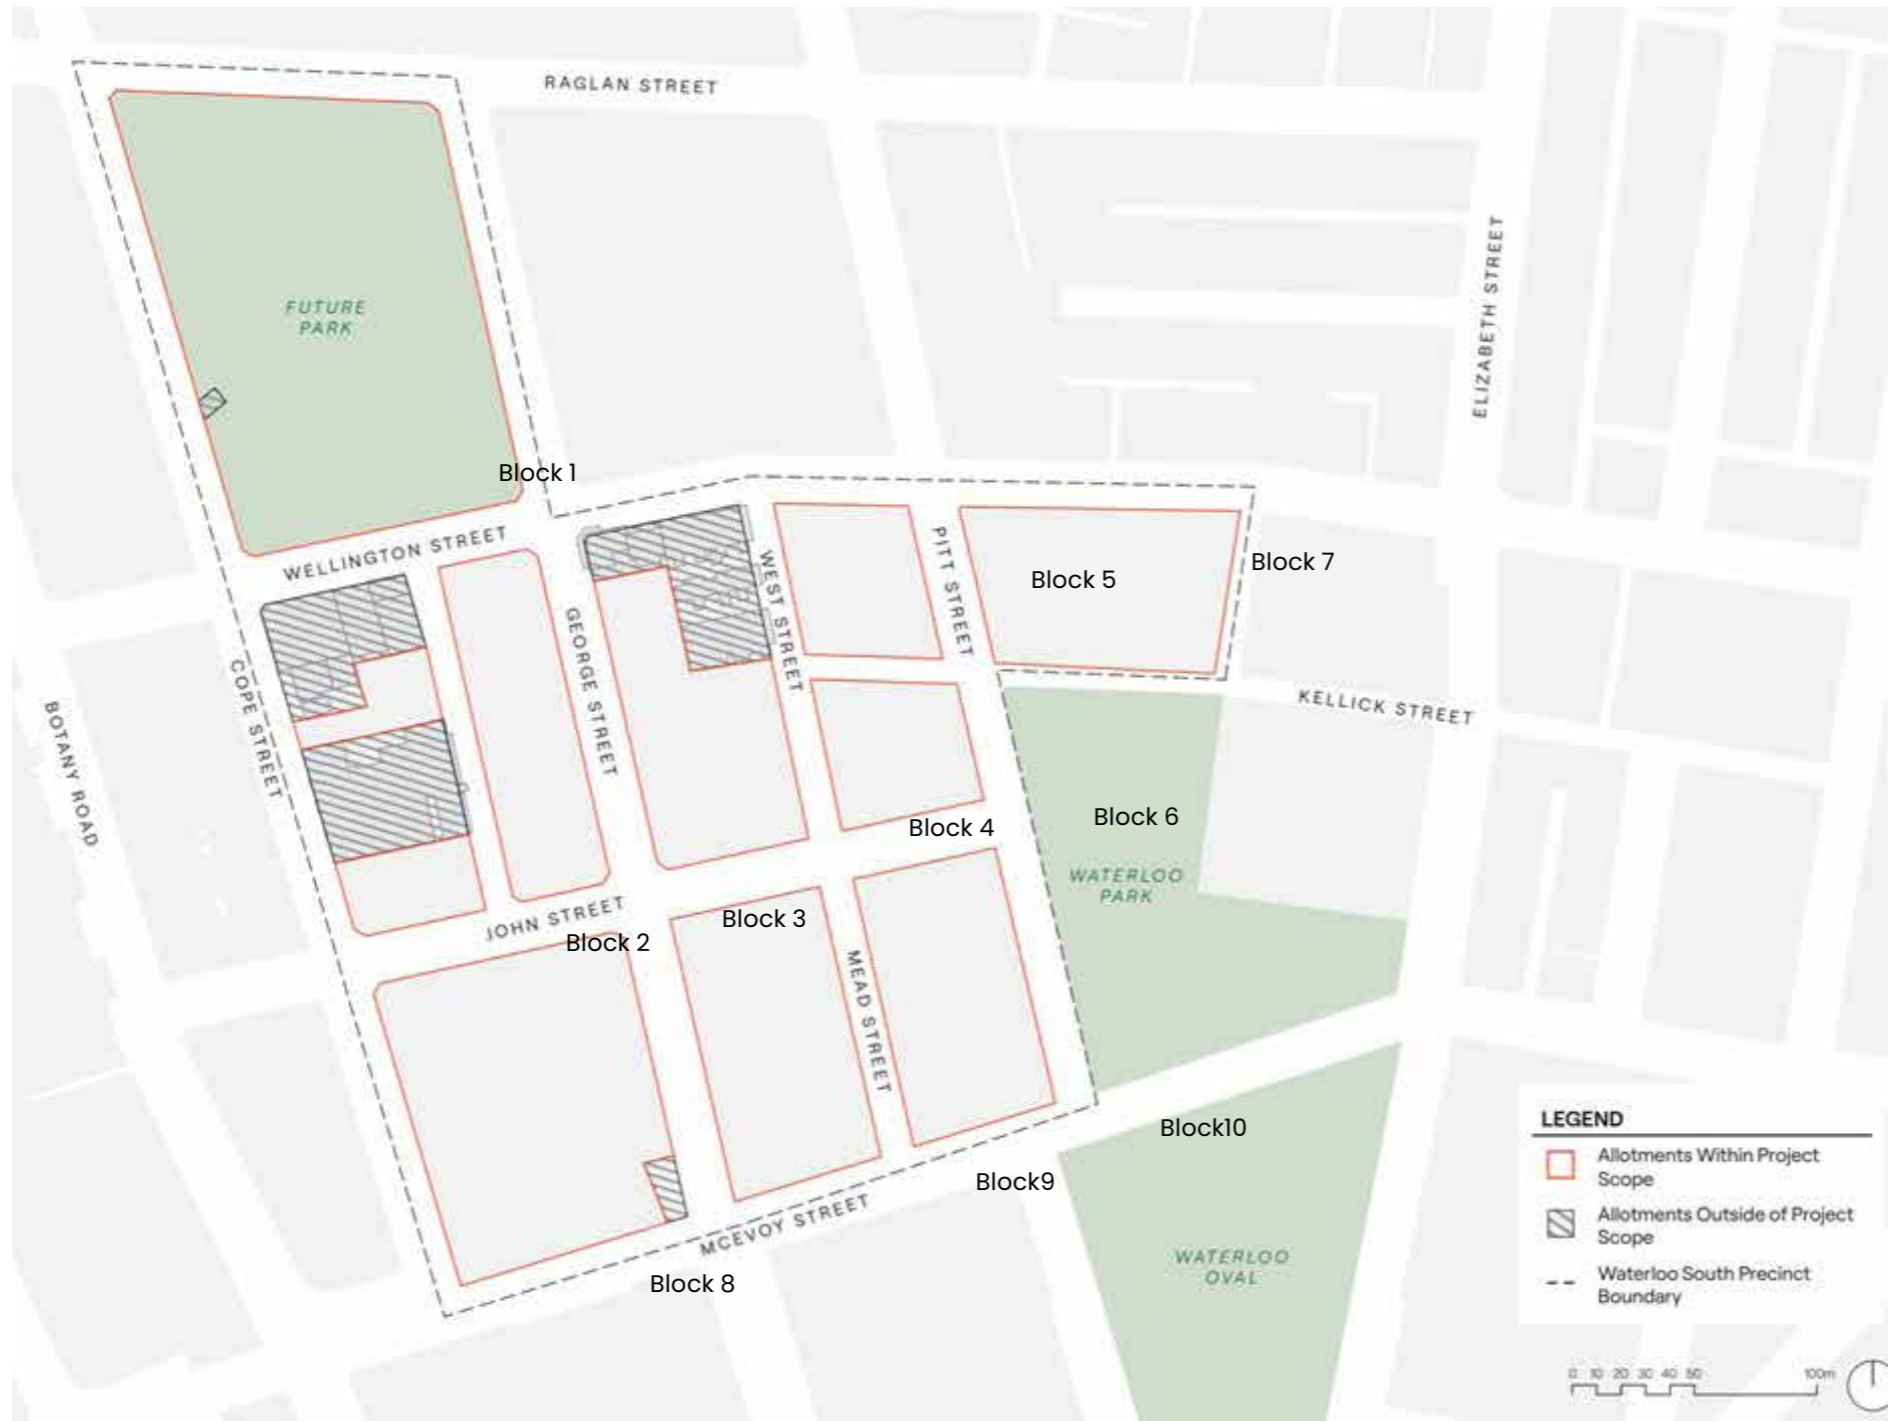 RAGLAN STREET
FUTURE
PARK
ELIZABETH STREET
Block 1
WELLINGTON STREET
WEST STREET
PITT STREET
Block 5
Block 7
GEORGE STREET
COPE STREET
BOTANY ROAD
KELLICK STREET
Block 4
Block 6
WATERLOO
PARK
JOHN STREET
Block 2
Block 3
MEAD STREET
Block10
Block9
MCEVOY STREET
Block 8
WATERLOO
OVAL
LEGEND
Allotments Within Project
Scope
Allotments Outside of Project
Scope
Waterloo South Precinct
Boundary
0 10 20 30 40 50 100m